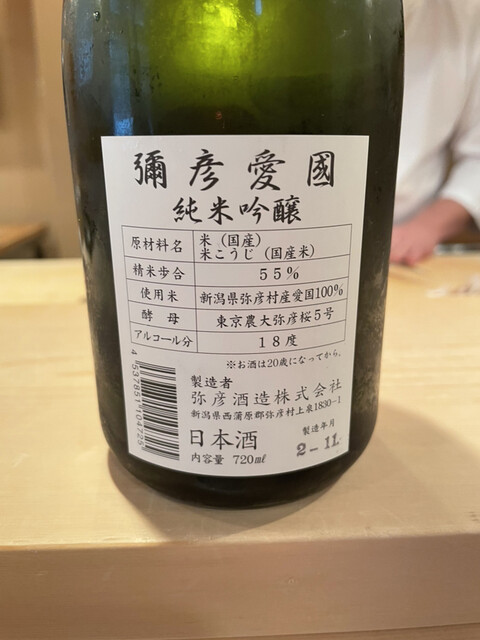 彌彦愛國
純米吟醸
原材料名 米（国産）
米こうじ（国産米）
精米歩合 55%
使用米 新潟県弥彦村産愛国100%
酵母 東京農大弥彦桜5号
アルコール分 18度
※お酒は20歳になってから。
製造者
弥彦酒造株式会社
新潟県西蒲原郡弥彦村上泉1830-1
日本酒
内容量 720mℓ
製造年月